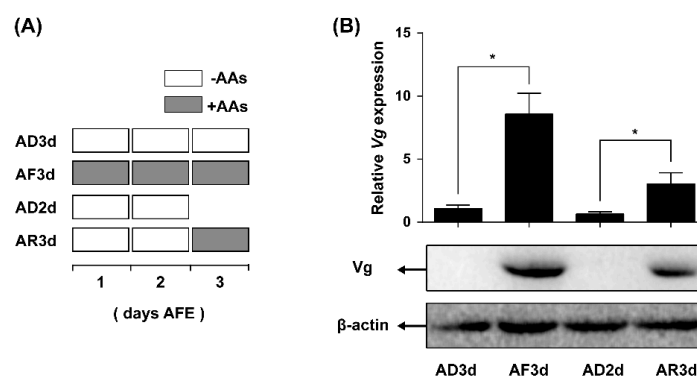 (A)
-AAs
+AAs
AD3d
AF3d
AD2d
AR3d
1 2 3
( days AFE )
(B)
Relative Vg expression
15
10
5
0
*
*
Vg
β-actin
AD3d AF3d AD2d AR3d